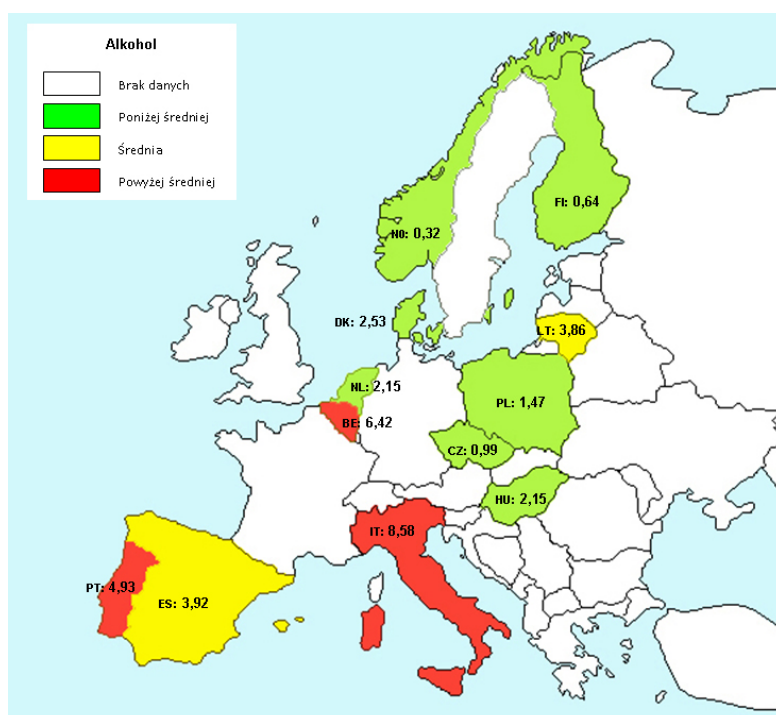 Alkohol
Brak danych
Poniżej średniej
Średnia
Powyżej średniej
FI: 0,64
NO: 0,32
DK: 2,53
LT: 3,86
NL: 2,15
PL: 1,47
BE: 6,42
CZ: 0,99
HU: 2,15
IT: 8,58
PT: 4,93
ES: 3,92